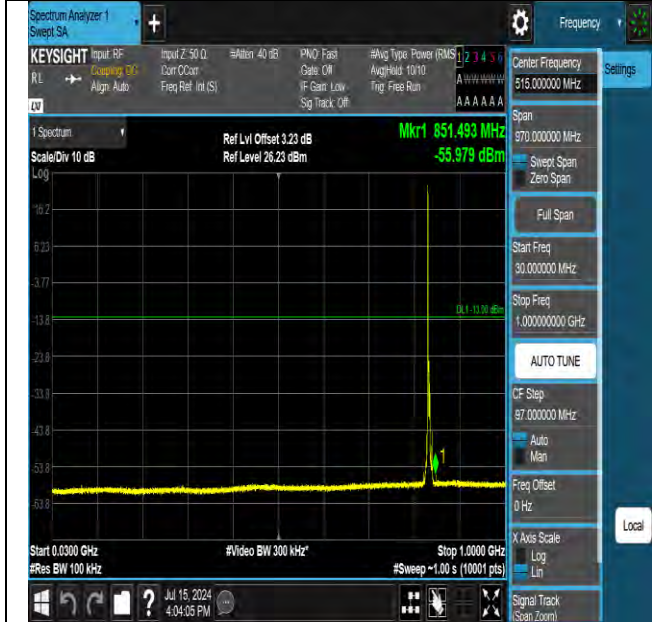 Spectrum Analyzer 1
Swept SA
+
Frequency
KEYSIGHT
RL
Input: RF
Coupling: DC
Align: Auto
Input Z: 50 Ω
Corr CCorr
Freq Ref: Int (S)
#Atten: 40 dB
PNO: Fast
Gate: Off
IF Gain: Low
Sig Track: Off
#Avg Type: Power (RMS
Avg|Hold: 10/10
Trig: Free Run
1 2 3 4 5 6
A W W W W W
A A A A A A
LXI
1 Spectrum
Scale/Div 10 dB
Log
Ref Lvl Offset 3.23 dB
Ref Level 26.23 dBm
Mkr1 851.493 MHz
-55.979 dBm
16.2
6.23
-3.77
-13.8
-23.8
-33.8
-43.8
-53.8
-63.8
DL1 -13.00 dBm
1
Start 0.0300 GHz
#Res BW 100 kHz
#Video BW 300 kHz*
Stop 1.0000 GHz
#Sweep ~1.00 s (10001 pts)
Center Frequency
515.000000 MHz
Settings
Span
970.000000 MHz
Swept Span
Zero Span
Full Span
Start Freq
30.000000 MHz
Stop Freq
1.000000000 GHz
AUTO TUNE
CF Step
97.000000 MHz
Auto
Man
Freq Offset
0 Hz
Local
X Axis Scale
Log
Lin
Signal Track
(Span Zoom)
?
Jul 15, 2024
4:04:05 PM